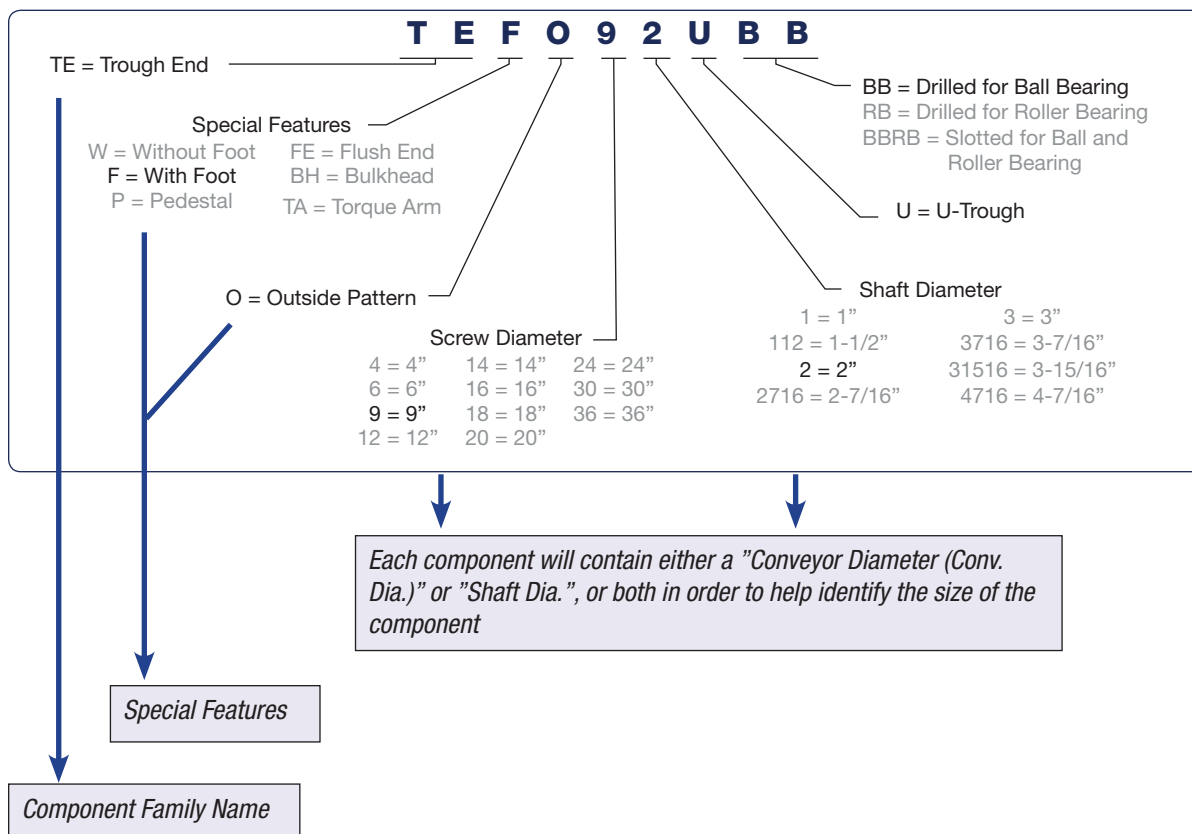 T E F O 9 2 U B B
TE = Trough End
BB = Drilled for Ball Bearing
RB = Drilled for Roller Bearing
BBRB = Slotted for Ball and
Roller Bearing
Special Features
W = Without Foot FE = Flush End
F = With Foot BH = Bulkhead
P = Pedestal TA = Torque Arm
U = U-Trough
O = Outside Pattern
Shaft Diameter
1 = 1” 3 = 3”
112 = 1-1/2” 3716 = 3-7/16”
2 = 2” 31516 = 3-15/16”
2716 = 2-7/16” 4716 = 4-7/16”
Screw Diameter
4 = 4” 14 = 14” 24 = 24”
6 = 6” 16 = 16” 30 = 30”
9 = 9” 18 = 18” 36 = 36”
12 = 12” 20 = 20”
Each component will contain either a ”Conveyor Diameter (Conv.
Dia.)” or ”Shaft Dia.”, or both in order to help identify the size of the
component
Special Features
Component Family Name